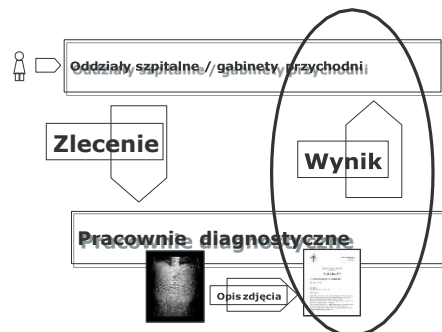 Oddziały szpitalne / gabinety przychodni
Zlecenie
Wynik
Pracownie diagnostyczne
Opis zdjęcia